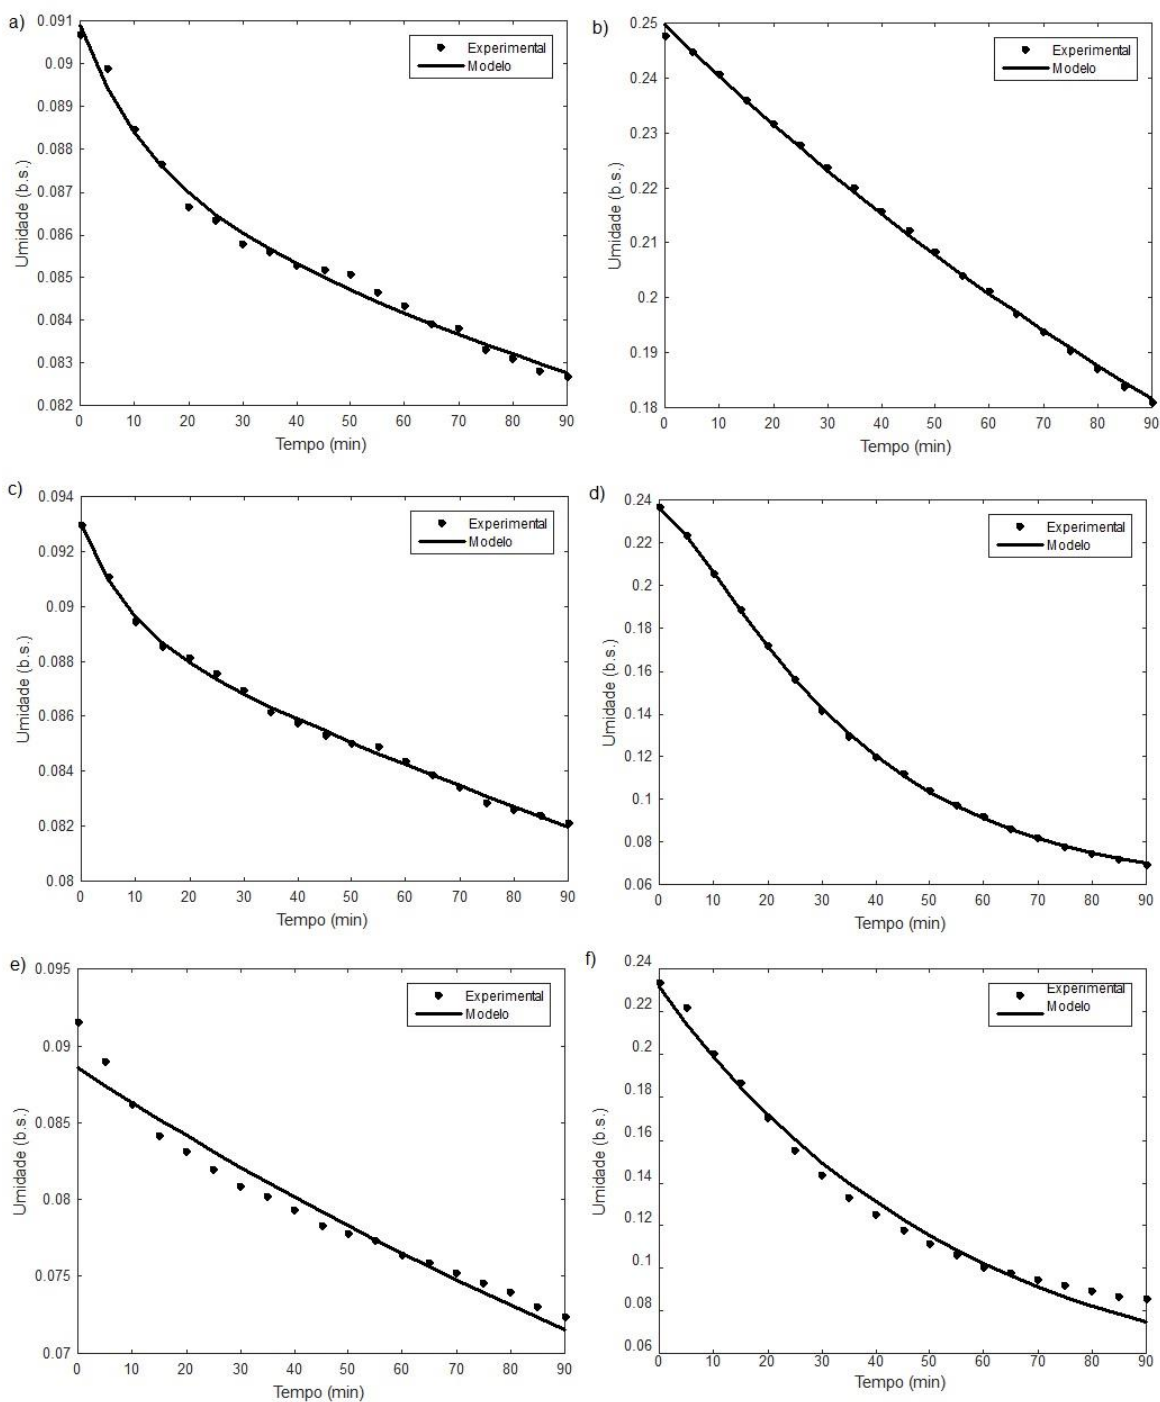 a)
0.091
0.09
0.089
0.088
0.087
0.086
0.085
0.084
0.083
0.082
Umidade (b.s.)
Experimental
Modelo
0 10 20 30 40 50 60 70 80 90
Tempo (min)
b)
0.25
0.24
0.23
0.22
0.21
0.2
0.19
0.18
Umidade (b.s.)
Experimental
Modelo
0 10 20 30 40 50 60 70 80 90
Tempo (min)
c)
0.094
0.092
0.09
0.088
0.086
0.084
0.082
0.08
Umidade (b.s.)
Experimental
Modelo
0 10 20 30 40 50 60 70 80 90
Tempo (min)
d)
0.24
0.22
0.2
0.18
0.16
0.14
0.12
0.1
0.08
0.06
Umidade (b.s.)
Experimental
Modelo
0 10 20 30 40 50 60 70 80 90
Tempo (min)
e)
0.095
0.09
0.085
0.08
0.075
0.07
Umidade (b.s.)
Experimental
Modelo
0 10 20 30 40 50 60 70 80 90
Tempo (min)
f)
0.24
0.22
0.2
0.18
0.16
0.14
0.12
0.1
0.08
0.06
Umidade (b.s.)
Experimental
Modelo
0 10 20 30 40 50 60 70 80 90
Tempo (min)